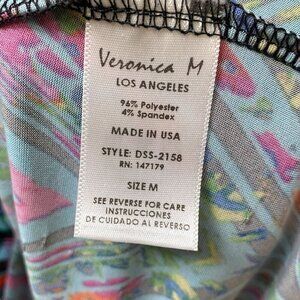 Veronica M
LOS ANGELES
96% Polyester
4% Spandex
MADE IN USA
STYLE: DSS-2158
RN: 147179
SIZE M
SEE REVERSE FOR CARE
INSTRUCCIONES
DE CUIDADO AL REVERSO